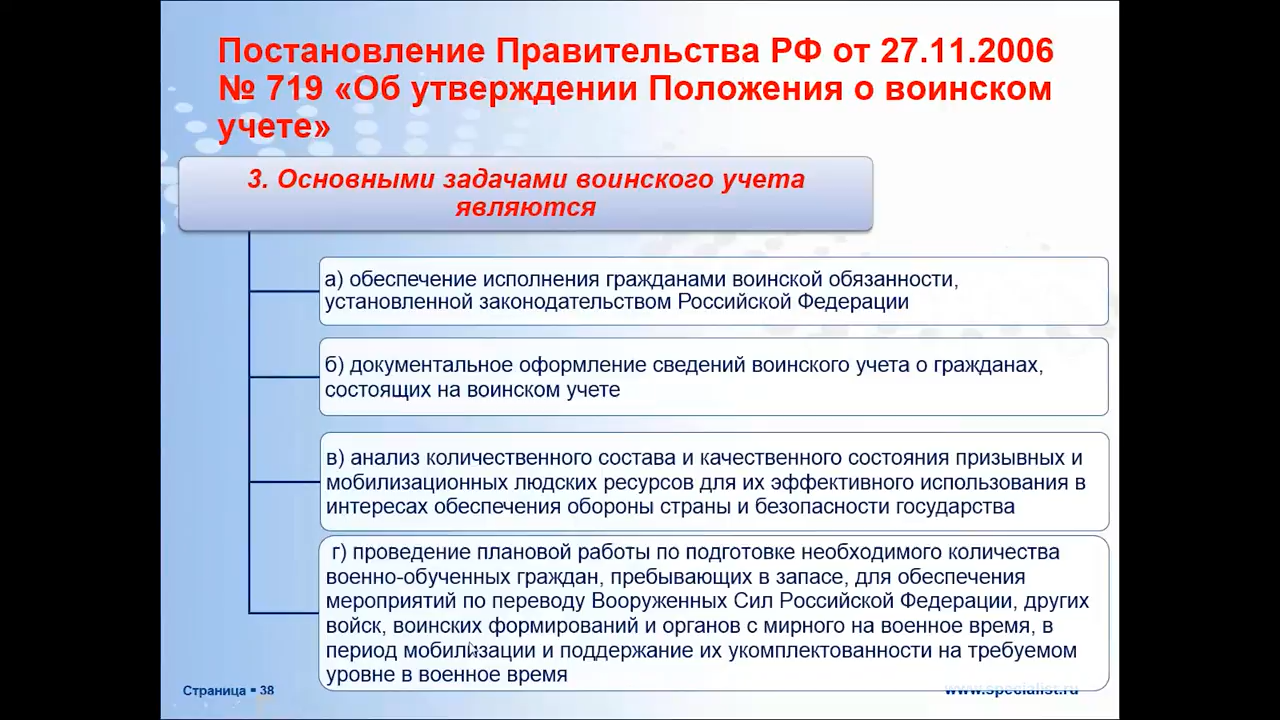 Постановление Правительства РФ от 27.11.2006
№ 719 «Об утверждении Положения о воинском
учете»
3. Основными задачами воинского учета
являются
а) обеспечение исполнения гражданами воинской обязанности,
установленной законодательством Российской Федерации
б) документальное оформление сведений воинского учета о гражданах,
состоящих на воинском учете
в) анализ количественного состава и качественного состояния призывных и
мобилизационных людских ресурсов для их эффективного использования в
интересах обеспечения обороны страны и безопасности государства
г) проведение плановой работы по подготовке необходимого количества
военно-обученных граждан, пребывающих в запасе, для обеспечения
мероприятий по переводу Вооруженных Сил Российской Федерации, других
войск, воинских формирований и органов с мирного на военное время, в
период мобилизации и поддержание их укомплектованности на требуемом
уровне в военное время
Страница ▪ 38
www.specialist.ru